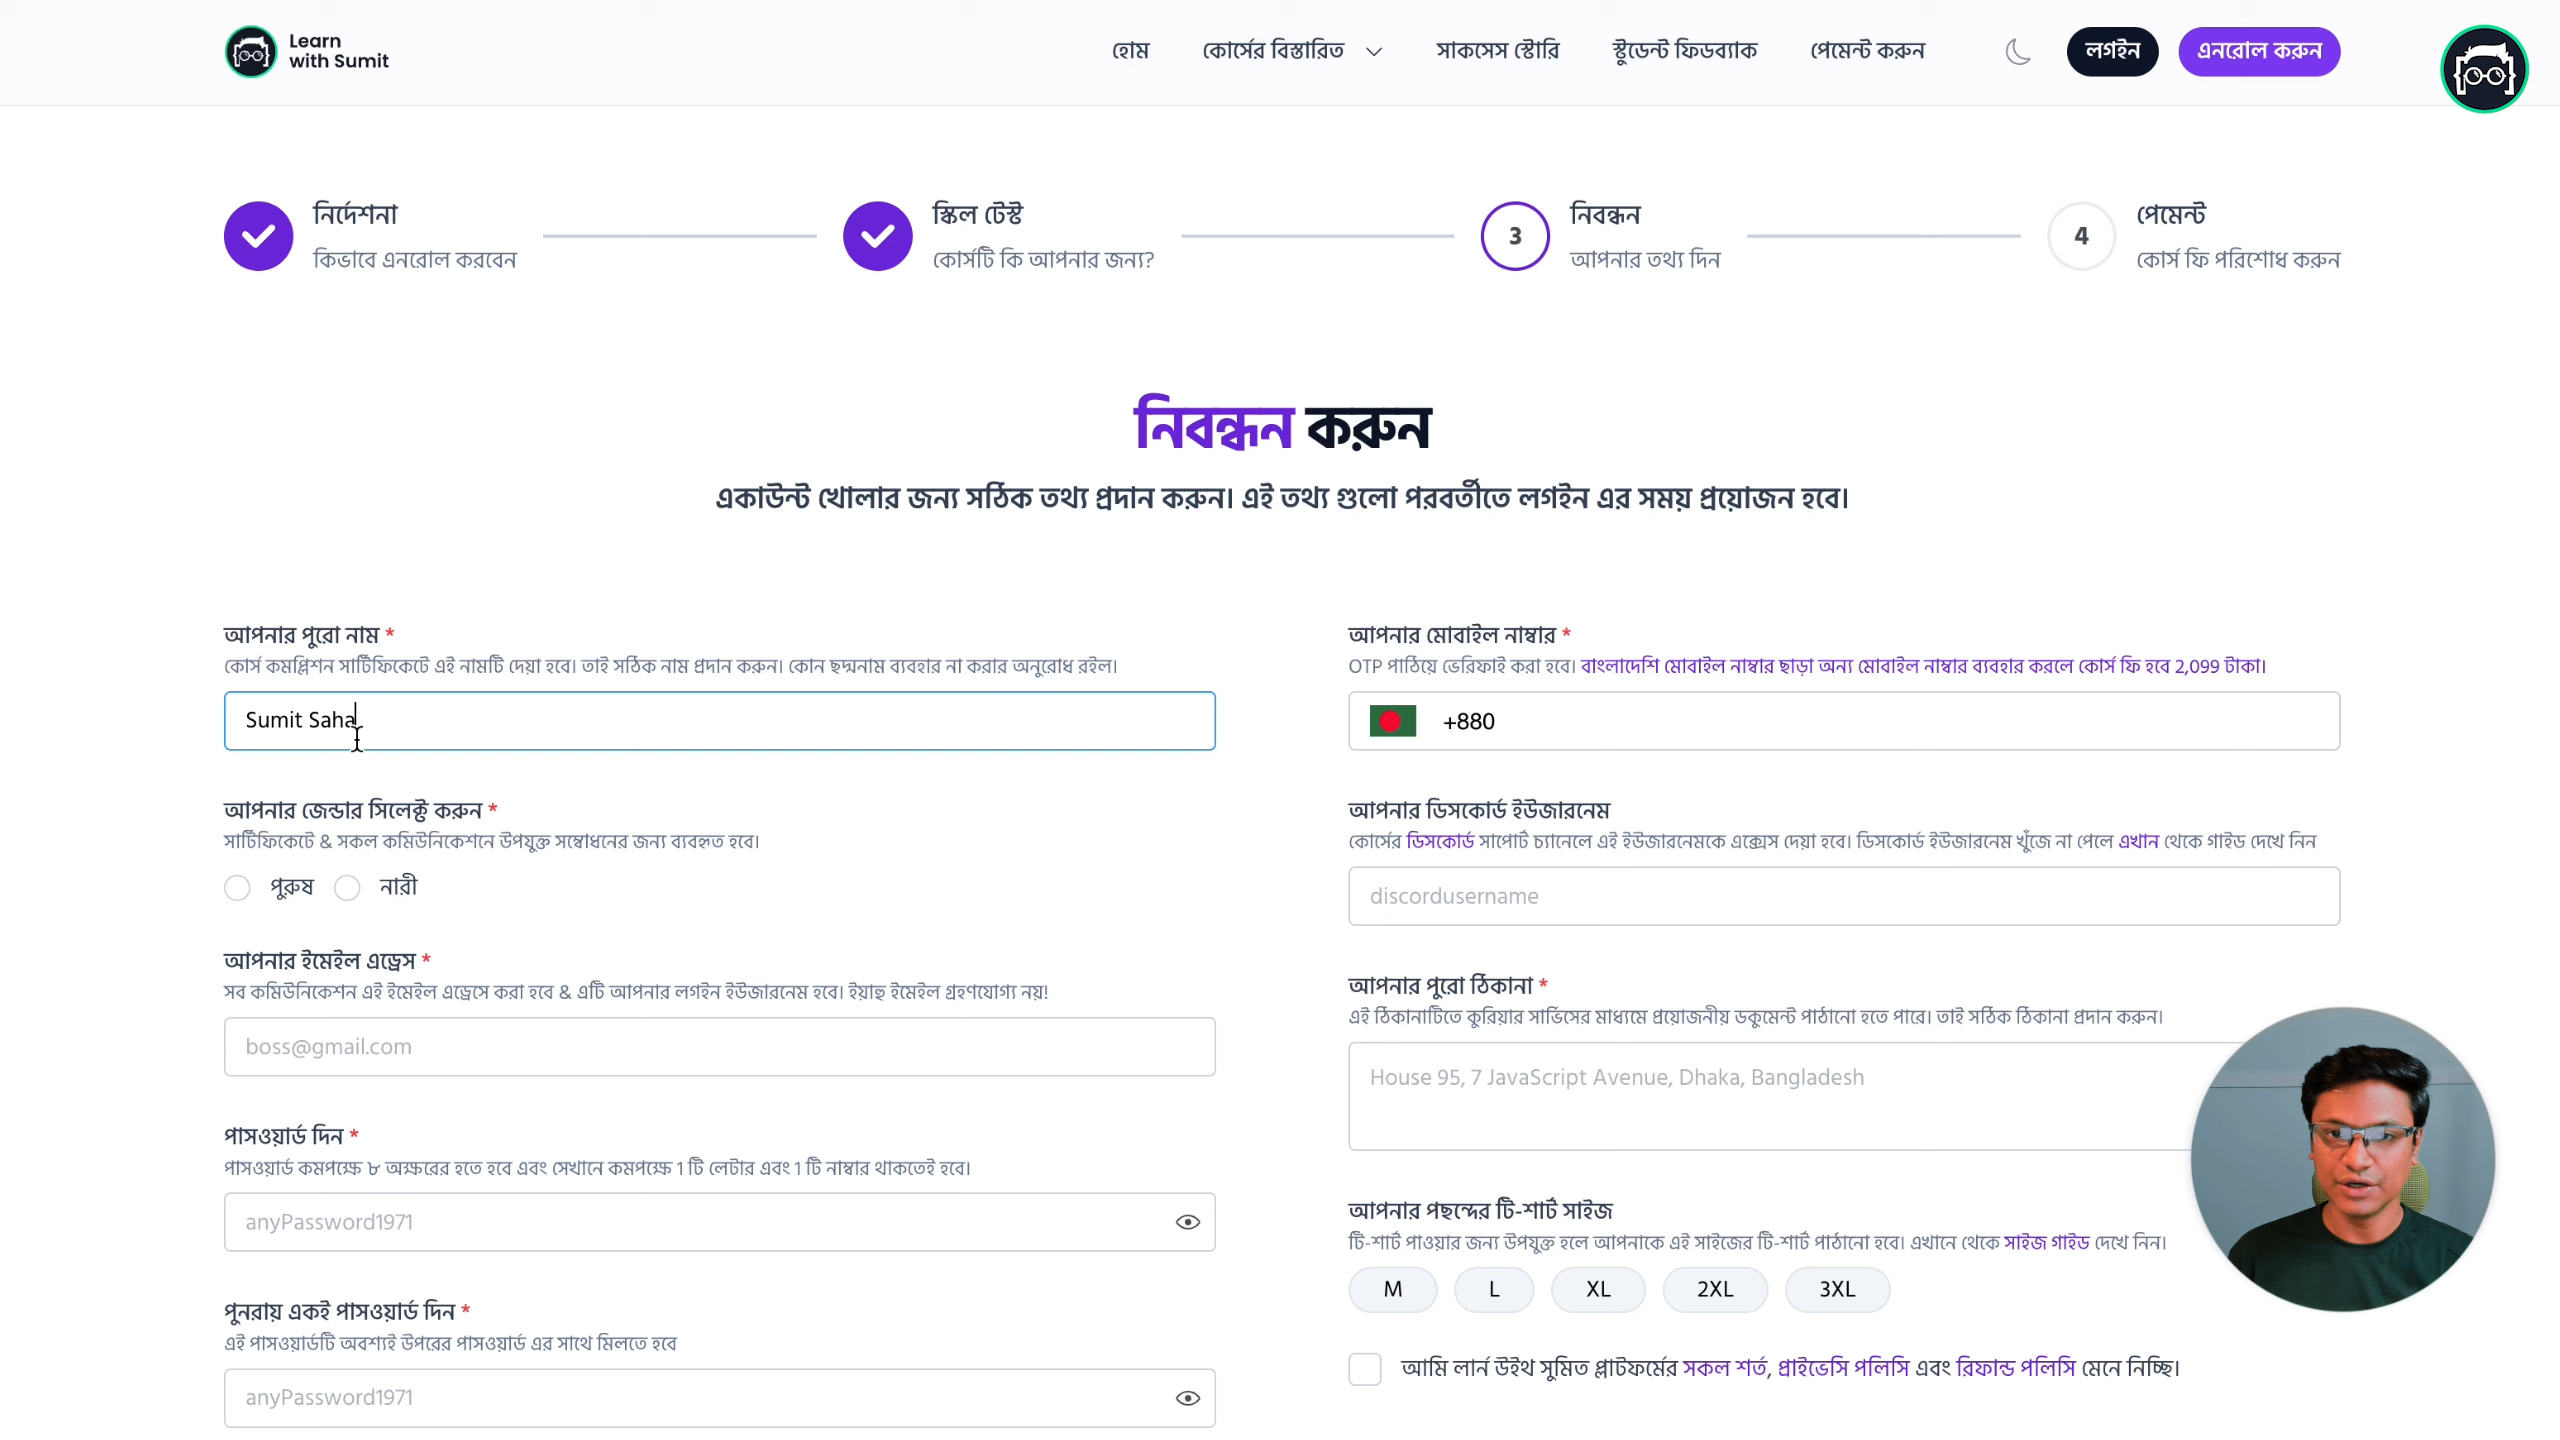 Learn
with Sumit
হোম কোর্সের বিস্তারিত সাকসেস স্টোরি স্টুডেন্ট ফিডব্যাক পেমেন্ট করুন লগইন এনরোল করুন
নির্দেশনা
কিভাবে এনরোল করবেন
স্কিল টেস্ট
কোর্সটি কি আপনার জন্য?
3
নিবন্ধন
আপনার তথ্য দিন
4
পেমেন্ট
কোর্স ফি পরিশোধ করুন
নিবন্ধন করুন
একাউন্ট খোলার জন্য সঠিক তথ্য প্রদান করুন। এই তথ্য গুলো পরবর্তীতে লগইন এর সময় প্রয়োজন হবে।
আপনার পুরো নাম *
কোর্স কমপ্লিশন সার্টিফিকেটে এই নামটি দেয়া হবে। তাই সঠিক নাম প্রদান করুন। কোন ছদ্মনাম ব্যবহার না করার অনুরোধ রইল।
Sumit Saha
আপনার জেন্ডার সিলেক্ট করুন *
সার্টিফিকেটে & সকল কমিউনিকেশনে উপযুক্ত সম্বোধনের জন্য ব্যবহৃত হবে।
পুরুষ নারী
আপনার ইমেইল এড্রেস *
সব কমিউনিকেশন এই ইমেইল এড্রেসে করা হবে & এটি আপনার লগইন ইউজারনেম হবে। ইয়াহু ইমেইল গ্রহণযোগ্য নয়!
boss@gmail.com
পাসওয়ার্ড দিন *
পাসওয়ার্ড কমপক্ষে ৮ অক্ষরের হতে হবে এবং সেখানে কমপক্ষে 1 টি লেটার এবং 1 টি নাম্বার থাকতেই হবে।
anyPassword1971
পুনরায় একই পাসওয়ার্ড দিন *
এই পাসওয়ার্ডটি অবশ্যই উপরের পাসওয়ার্ড এর সাথে মিলতে হবে
anyPassword1971
আপনার মোবাইল নাম্বার *
OTP পাঠিয়ে ভেরিফাই করা হবে। বাংলাদেশি মোবাইল নাম্বার ছাড়া অন্য মোবাইল নাম্বার ব্যবহার করলে কোর্স ফি হবে 2,099 টাকা।
+880
আপনার ডিসকোর্ড ইউজারনেম
কোর্সের ডিসকোর্ড সাপোর্ট চ্যানেলে এই ইউজারনেমকে এক্সেস দেয়া হবে। ডিসকোর্ড ইউজারনেম খুঁজে না পেলে এখান থেকে গাইড দেখে নিন
discordusername
আপনার পুরো ঠিকানা *
এই ঠিকানাটিতে কুরিয়ার সার্ভিসের মাধ্যমে প্রয়োজনীয় ডকুমেন্ট পাঠানো হতে পারে। তাই সঠিক ঠিকানা প্রদান করুন।
House 95, 7 JavaScript Avenue, Dhaka, Bangladesh
আপনার পছন্দের টি-শার্ট সাইজ
টি-শার্ট পাওয়ার জন্য উপযুক্ত হলে আপনাকে এই সাইজের টি-শার্ট পাঠানো হবে। এখানে থেকে সাইজ গাইড দেখে নিন।
M L XL 2XL 3XL
আমি লার্ন উইথ সুমিত প্লাটফর্মের সকল শর্ত, প্রাইভেসি পলিসি এবং রিফান্ড পলিসি মেনে নিচ্ছি।